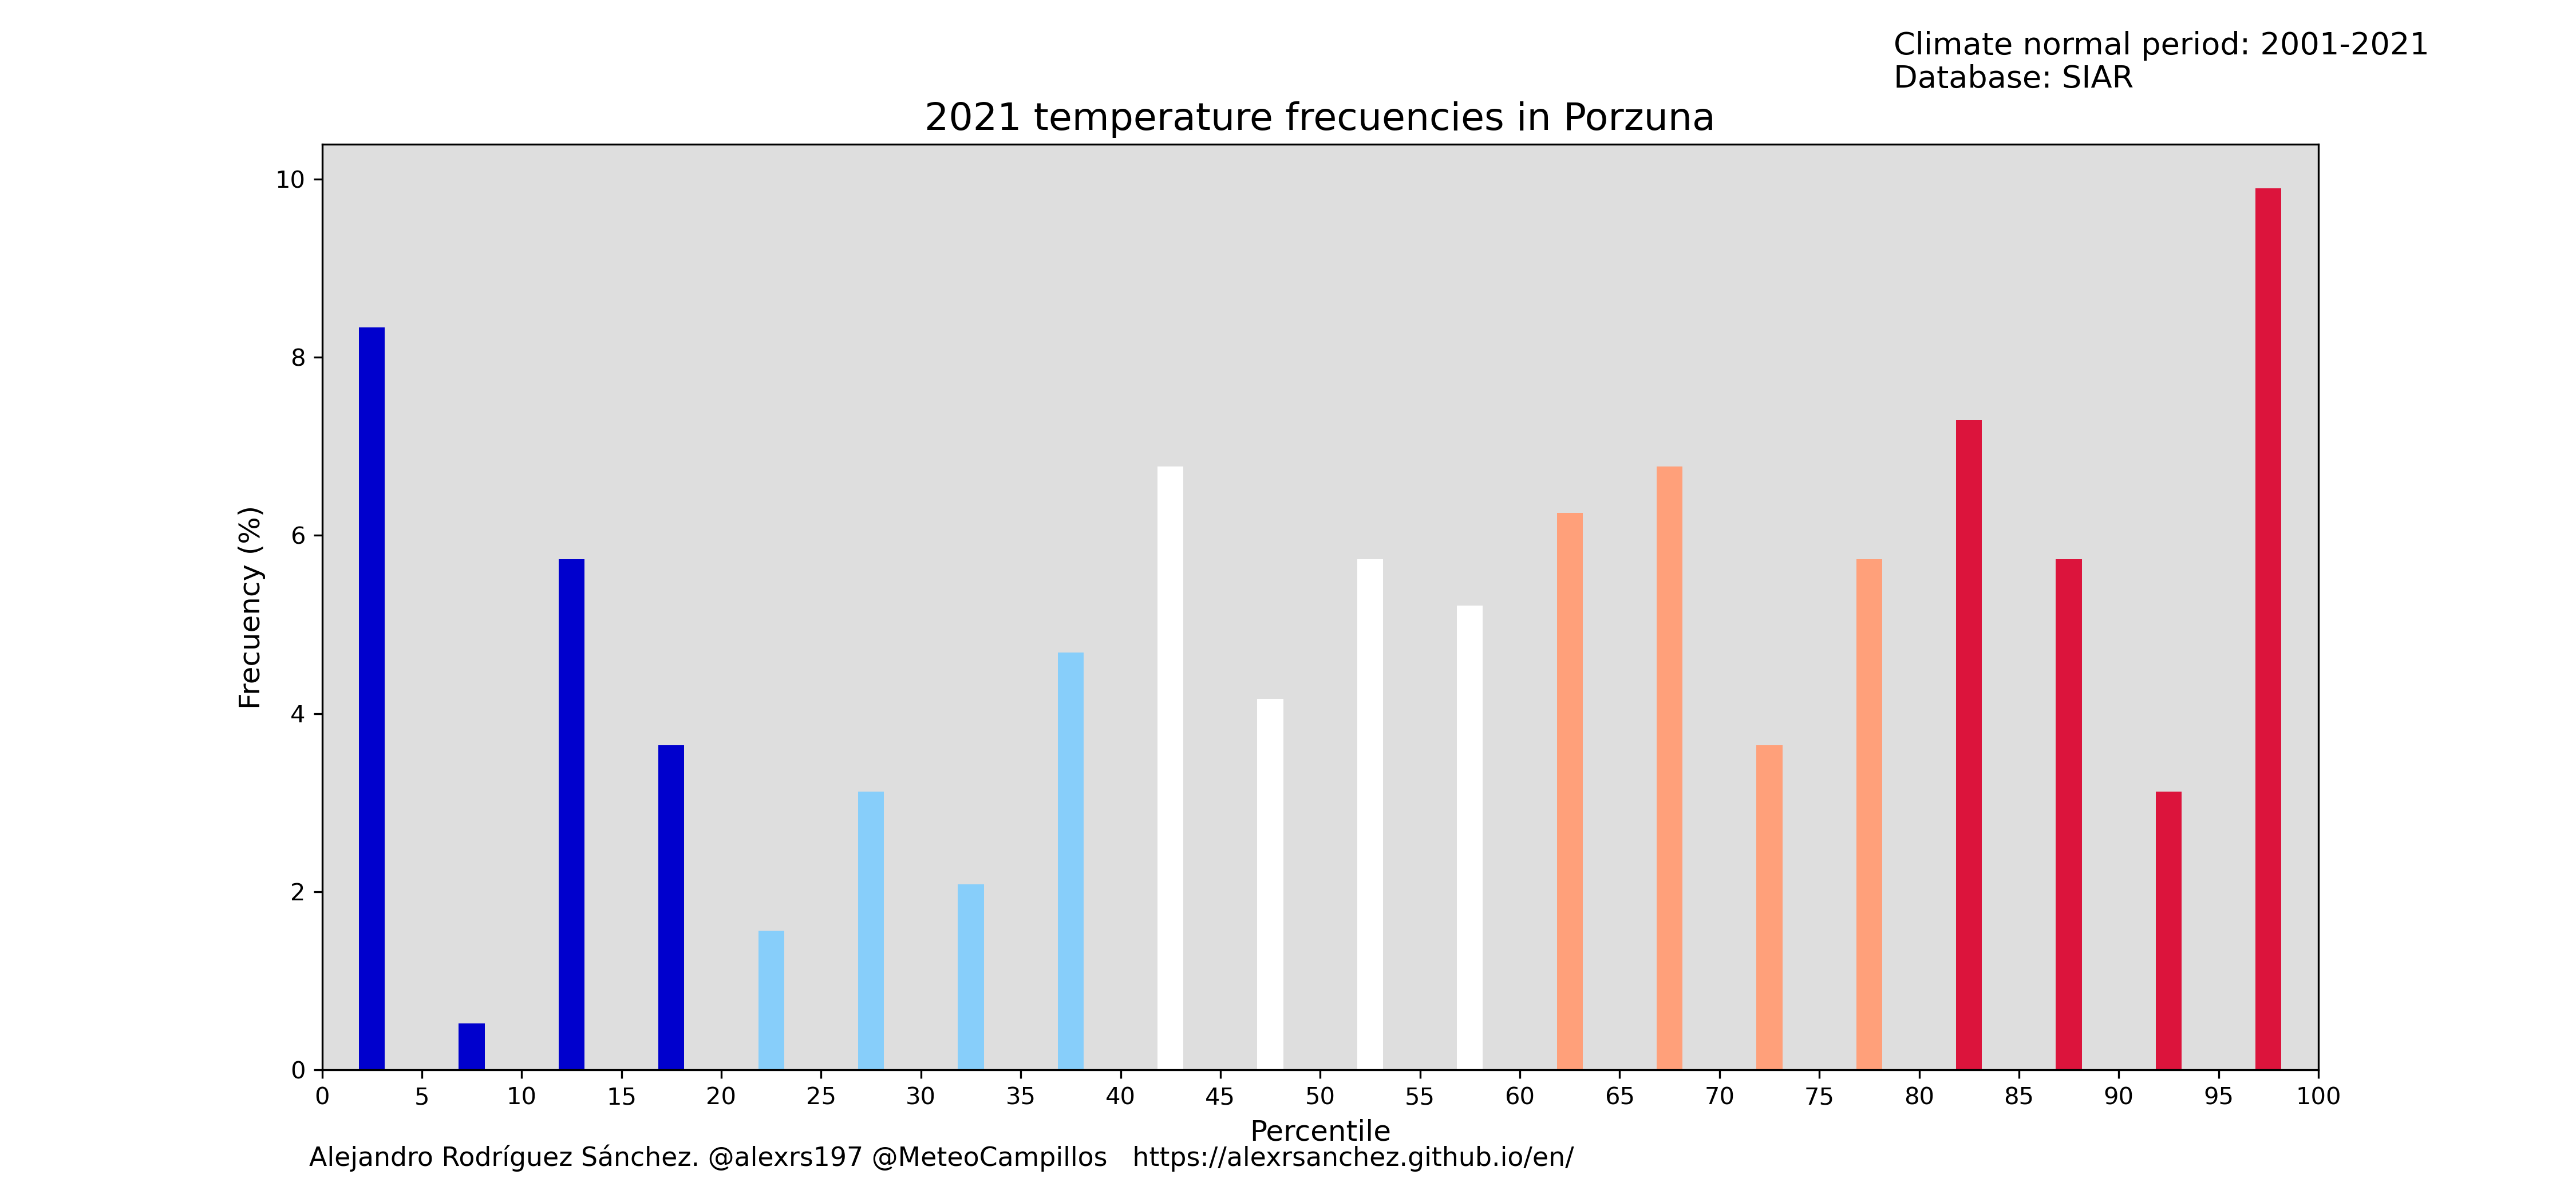 Climate normal period: 2001-2021
Database: SIAR
2021 temperature frecuencies in Porzuna
Frecuency (%)
10
8
6
4
2
0
0 5 10 15 20 25 30 35 40 45 50 55 60 65 70 75 80 85 90 95 100
Percentile
Alejandro Rodríguez Sánchez. @alexrs197 @MeteoCampillos https://alexrsanchez.github.io/en/